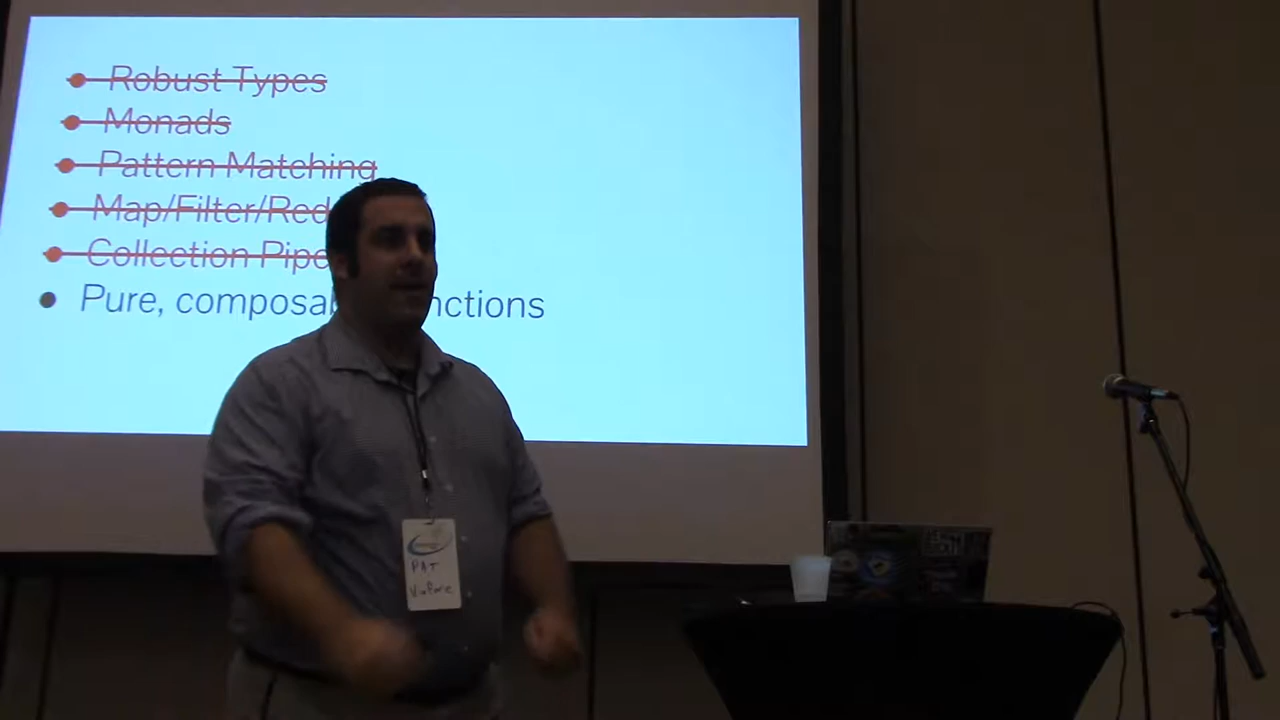 Robust Types
Monads
Pattern Matching
Map/Filter/Red
Collection Pipe
Pure, composa nctions
PAT